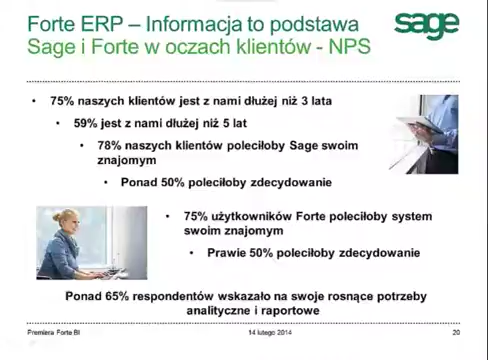 Forte ERP – Informacja to podstawa
Sage i Forte w oczach klientów - NPS
sage
• 75% naszych klientów jest z nami dłużej niż 3 lata
• 59% jest z nami dłużej niż 5 lat
• 78% naszych klientów poleciłoby Sage swoim
znajomym
• Ponad 50% poleciłoby zdecydowanie
• 75% użytkowników Forte poleciłoby system
swoim znajomym
• Prawie 50% poleciłoby zdecydowanie
Ponad 65% respondentów wskazało na swoje rosnące potrzeby
analityczne i raportowe
Premiera Forte BI
14 lutego 2014
20